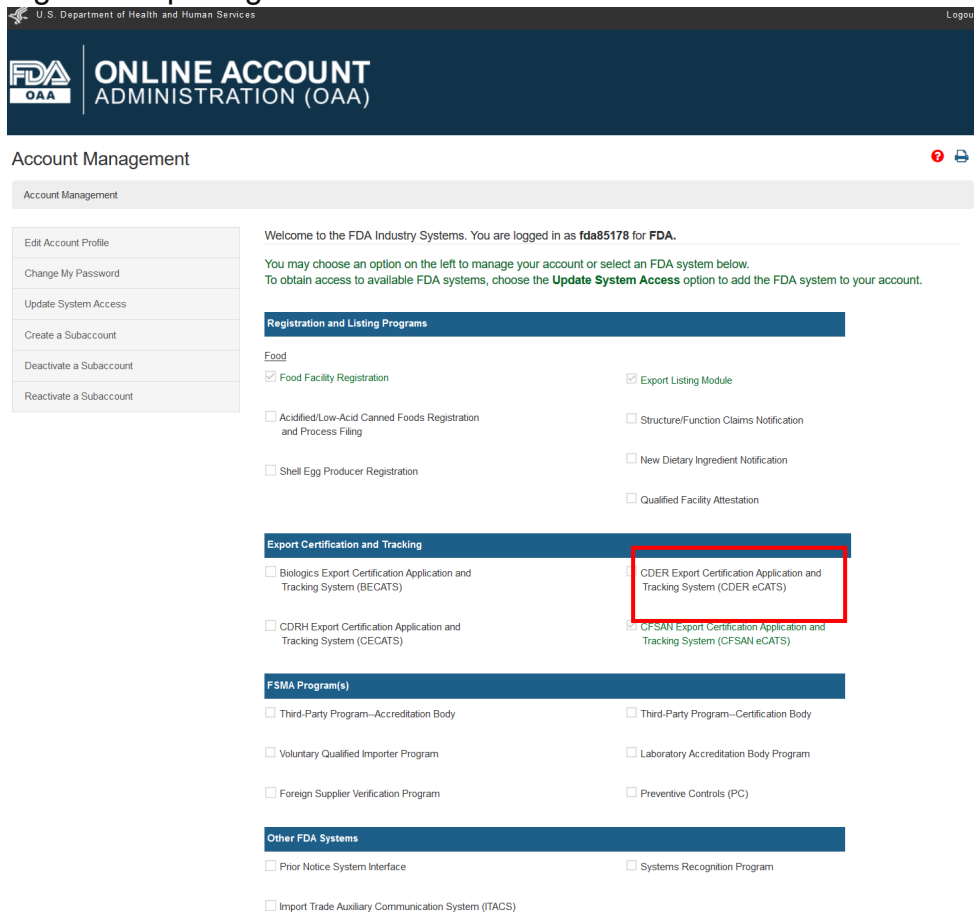 U.S. Department of Health and Human Services
Logou
FDA
OAA
ONLINE ACCOUNT
ADMINISTRATION (OAA)
Account Management
Account Management
Edit Account Profile
Change My Password
Update System Access
Create a Subaccount
Deactivate a Subaccount
Reactivate a Subaccount
Welcome to the FDA Industry Systems. You are logged in as fda85178 for FDA.
You may choose an option on the left to manage your account or select an FDA system below.
To obtain access to available FDA systems, choose the Update System Access option to add the FDA system to your account.
Registration and Listing Programs
Food
Food Facility Registration
Export Listing Module
Acidified/Low-Acid Canned Foods Registration
and Process Filing
Structure/Function Claims Notification
Shell Egg Producer Registration
New Dietary Ingredient Notification
Qualified Facility Attestation
Export Certification and Tracking
Biologics Export Certification Application and
Tracking System (BECATS)
CDER Export Certification Application and
Tracking System (CDER eCATS)
CDRH Export Certification Application and
Tracking System (CECATS)
CFSAN Export Certification Application and
Tracking System (CFSAN eCATS)
FSMA Program(s)
Third-Party Program--Accreditation Body
Third-Party Program---Certification Body
Voluntary Qualified Importer Program
Laboratory Accreditation Body Program
Foreign Supplier Verification Program
Preventive Controls (PC)
Other FDA Systems
Prior Notice System Interface
Systems Recognition Program
Import Trade Auxiliary Communication System (ITACS)